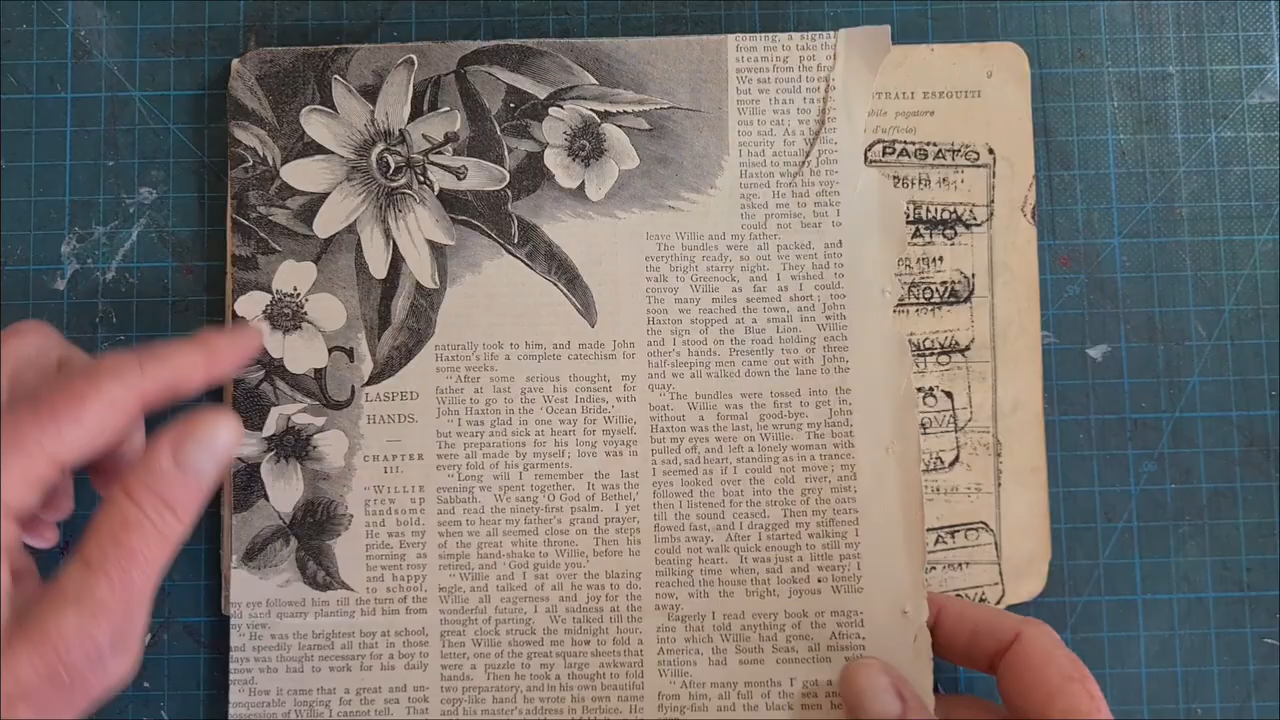 C
LASPED
HANDS.
CHAPTER
III.
"WILLIE
grew up
handsome
and bold.
He was my
pride. Every
morning as
he went rosy
and happy
to school,
my eye followed him till the turn of the
old sand quarry planting hid him from
my view.
"He was the brightest boy at school,
and speedily learned all that in those
days was thought necessary for a boy to
know who had to work for his daily
bread.
"How it came that a great and un-
conquerable longing for the sea took
possession of Willie I cannot tell. That
naturally took to him, and made John
Haxton's life a complete catechism for
some weeks.
"After some serious thought, my
father at last gave his consent for
Willie to go to the West Indies, with
John Haxton in the 'Ocean Bride.'
"I was glad in one way for Willie,
but weary and sick at heart for myself.
The preparations for his long voyage
were all made by myself; love was in
every fold of his garments.
"Long will I remember the last
evening we spent together. It was the
Sabbath. We sang 'O God of Bethel,'
and read the ninety-first psalm. I yet
seem to hear my father's grand prayer,
when we all seemed close on the steps
of the great white throne. Then his
simple hand-shake to Willie, before he
retired, and 'God guide you.'
"Willie and I sat over the blazing
ingle, and talked of all he was to do.
Willie all eagerness and joy for the
wonderful future, I all sadness at the
thought of parting. We talked till the
great clock struck the midnight hour.
Then Willie showed me how to fold a
letter, one of the great square sheets that
were a puzzle to my large awkward
hands. Then he took a thought to fold
two preparatory, and in his own beautiful
copy-like hand he wrote his own name
and his master's address in Berbice. He
coming, a signal
from me to take the
steaming pot of
sowens from the fire
We sat round to ea
but we could not do
more than taste
Willie was too joy-
ous to eat; we were
too sad. As a better
security for Willie,
I had actually pro-
mised to marry John
Haxton when he re-
turned from his voy-
age. He had often
asked me to make
the promise, but I
could not bear to
leave Willie and my father.
The bundles were all packed, and
everything ready, so out we went into
the bright starry night. They had to
walk to Greenock, and I wished to
convoy Willie as far as I could.
The many miles seemed short; too
soon we reached the town, and John
Haxton stopped at a small inn with
the sign of the Blue Lion. Willie
and I stood on the road holding each
other's hands. Presently two or three
half-sleeping men came out with John,
and we all walked down the lane to the
quay.
"The bundles were tossed into the
boat. Willie was the first to get in,
without a formal good-bye. John
Haxton was the last, he wrung my hand,
but my eyes were on Willie. The boat
pulled off, and left a lonely woman with
a sad, sad heart, standing as in a trance.
I seemed as if I could not move; my
eyes looked over the cold river, and
followed the boat into the grey mist;
then I listened for the stroke of the oars
till the sound ceased. Then my tears
flowed fast, and I dragged my stiffened
limbs away. After I started walking I
could not walk quick enough to still my
beating heart. It was just a little past
milking time when, sad and weary, I
reached the house that looked so lonely
now, with the bright, joyous Willie
away.
Eagerly I read every book or maga-
zine that told anything of the world
into which Willie had gone. Africa,
America, the South Seas, all mission
stations had some connection with
Willie.
"After many months I got a
from him, all full of the sea and
flying-fish and the black men he
9
STRALI ESEGUITI
abile pagatore
d'ufficio)
PAGATO
26 FEB 191
GENOVA
ATO
PR. 1911
NOVA
NOVA
TO
OVA
VA
ATO